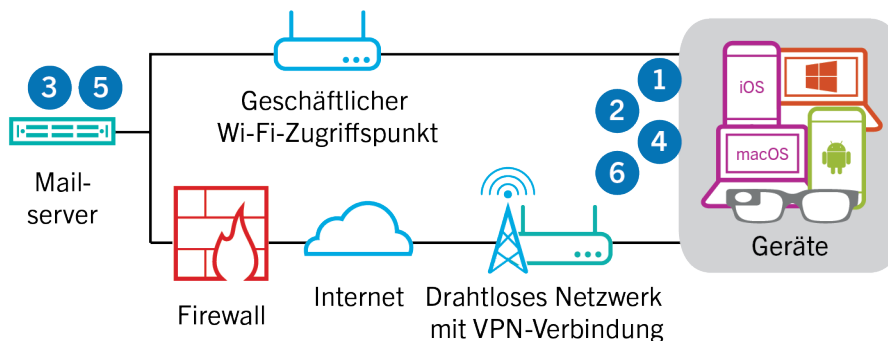 3 5
Mail-
server
Geschäftlicher
Wi-Fi-Zugriffspunkt
1
2
4
6
iOS
macOS
Geräte
Firewall
Internet
Drahtloses Netzwerk
mit VPN-Verbindung